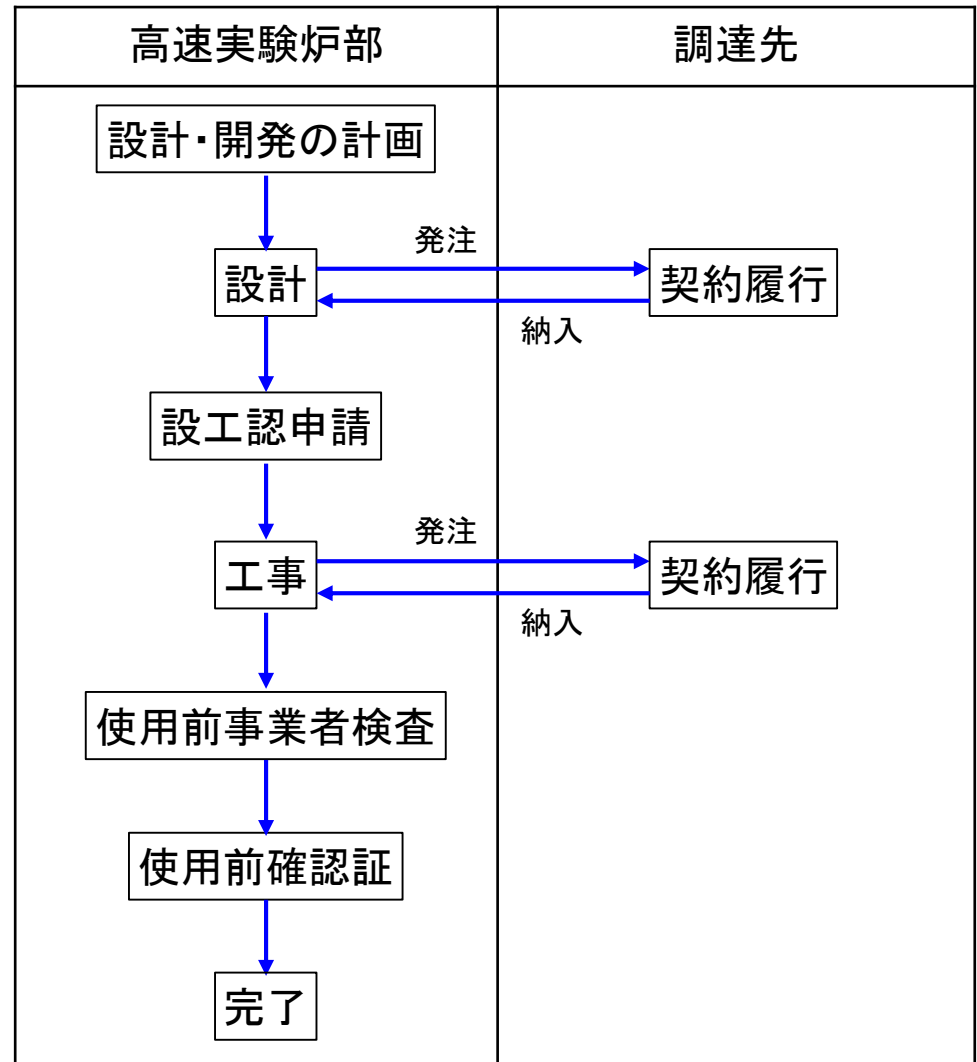 高速実験炉部
調達先
設計・開発の計画
発注
設計
契約履行
納入
設工認申請
発注
工事
契約履行
納入
使用前事業者検査
使用前確認証
完了